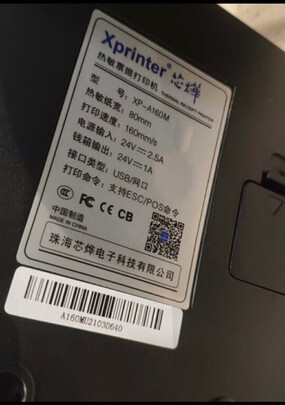 Xprinter® 芯烨
热敏票据打印机 THERMAL RECEIPT PRINTER
型 号: XP-A160M
热敏纸宽: 80mm
打印速度: 160mm/s
电源输入: 24V⎓2.5A
钱箱输出: 24V⎓1A
接口类型: USB/网口
打印命令: 支持ESC/POS命令
CCC FC CE CB
中国制造
MADE IN CHINA
珠海芯烨电子科技有限公司
A160MU21030640